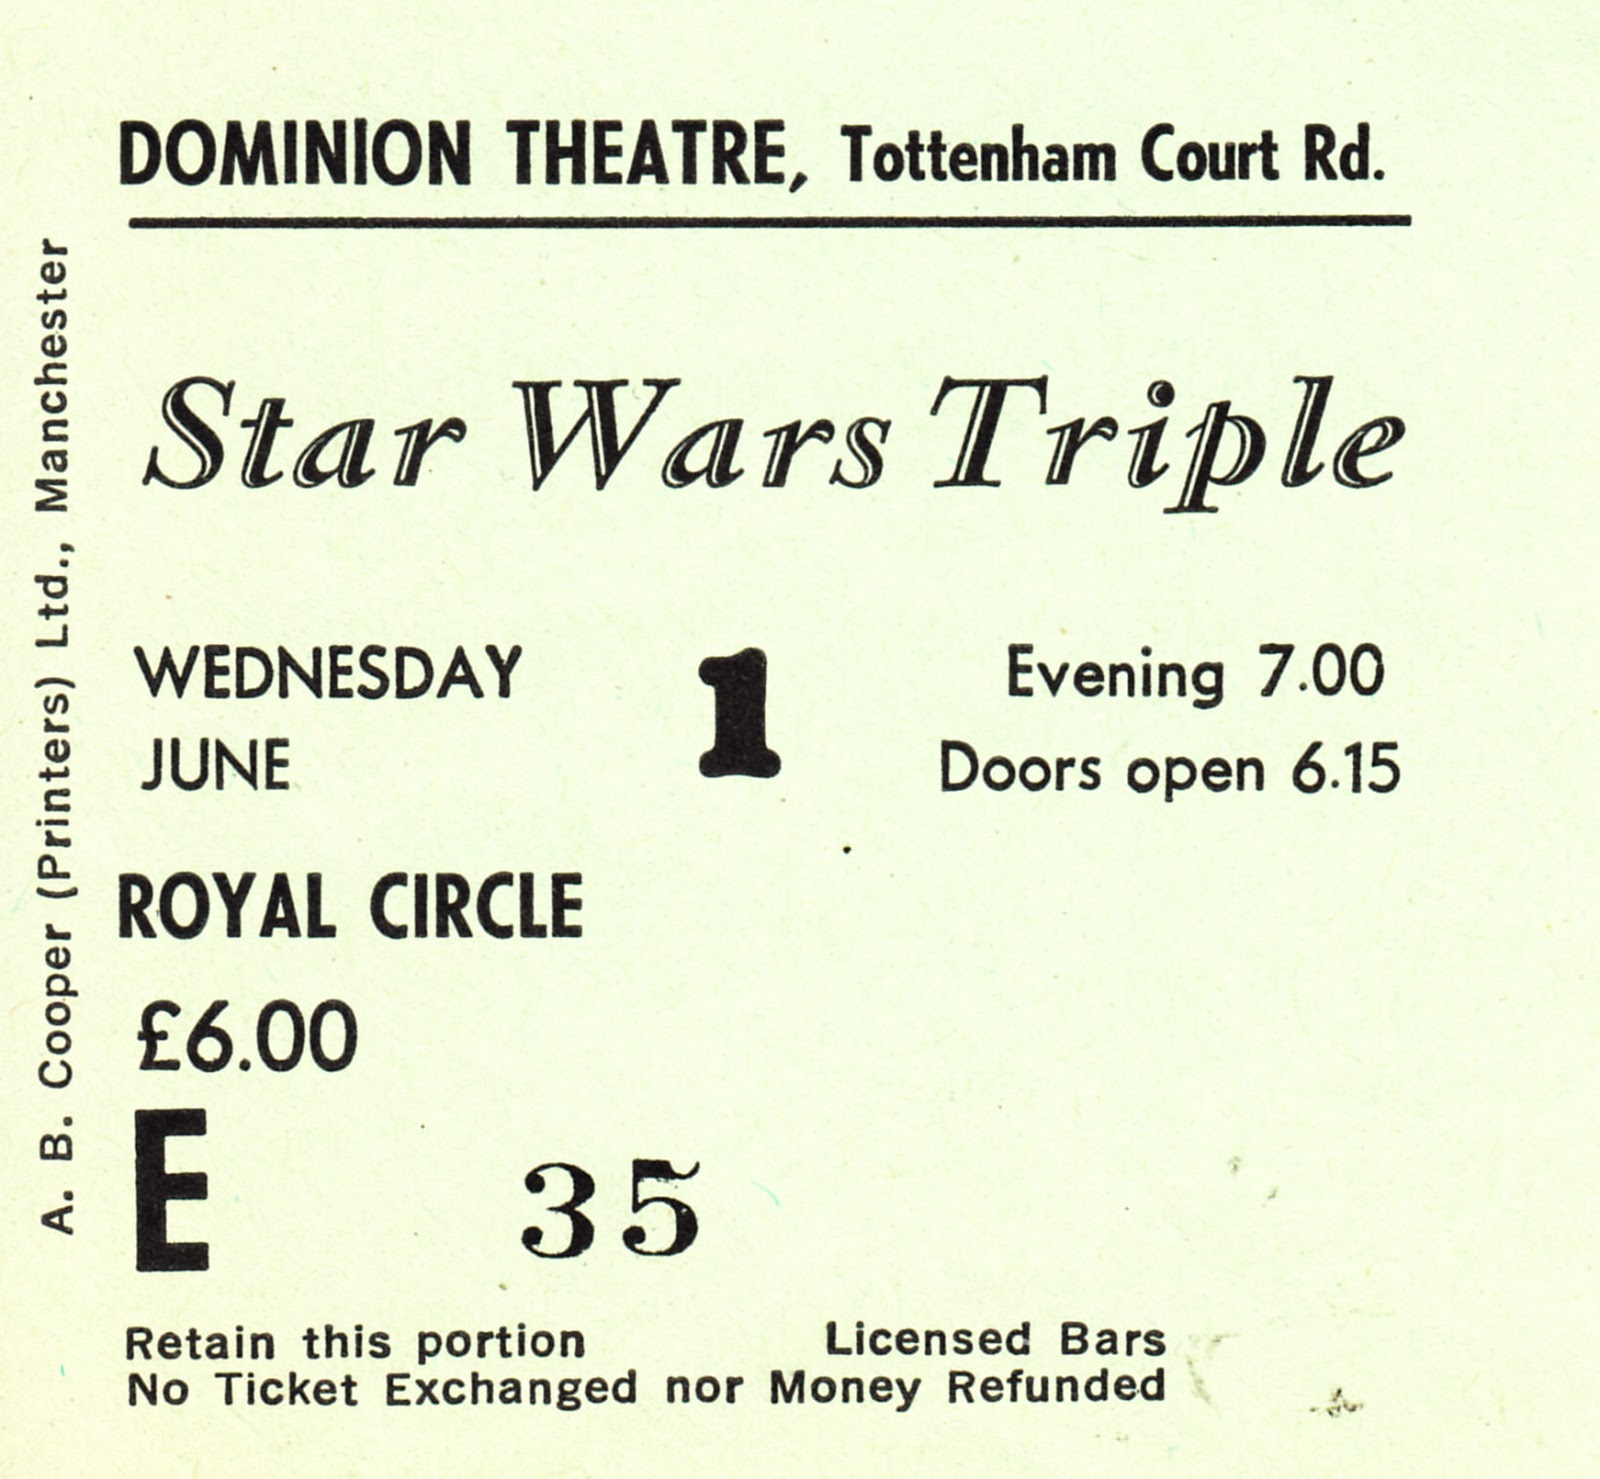 DOMINION THEATRE, Tottenham Court Rd.
Star Wars Triple
WEDNESDAY
JUNE
1
Evening 7.00
Doors open 6.15
ROYAL CIRCLE
£6.00
E 35
Retain this portion Licensed Bars
No Ticket Exchanged nor Money Refunded
A. B. Cooper (Printers) Ltd., Manchester